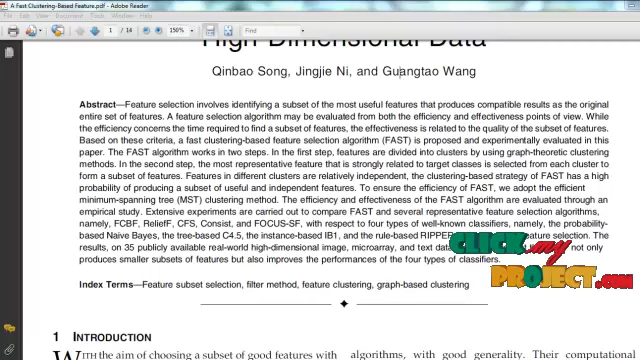 A Fast Clustering-Based Feature.pdf - Adobe Reader
File Edit View Document Tools Window Help
1 / 14 150% Find
High Dimensional Data
Qinbao Song, Jingjie Ni, and Guangtao Wang
Abstract—Feature selection involves identifying a subset of the most useful features that produces compatible results as the original
entire set of features. A feature selection algorithm may be evaluated from both the efficiency and effectiveness points of view. While
the efficiency concerns the time required to find a subset of features, the effectiveness is related to the quality of the subset of features.
Based on these criteria, a fast clustering-based feature selection algorithm (FAST) is proposed and experimentally evaluated in this
paper. The FAST algorithm works in two steps. In the first step, features are divided into clusters by using graph-theoretic clustering
methods. In the second step, the most representative feature that is strongly related to target classes is selected from each cluster to
form a subset of features. Features in different clusters are relatively independent, the clustering-based strategy of FAST has a high
probability of producing a subset of useful and independent features. To ensure the efficiency of FAST, we adopt the efficient
minimum-spanning tree (MST) clustering method. The efficiency and effectiveness of the FAST algorithm are evaluated through an
empirical study. Extensive experiments are carried out to compare FAST and several representative feature selection algorithms,
namely, FCBF, ReliefF, CFS, Consist, and FOCUS-SF, with respect to four types of well-known classifiers, namely, the probability-
based Naive Bayes, the tree-based C4.5, the instance-based IB1, and the rule-based RIPPER feature selection. The
results, on 35 publicly available real-world high-dimensional image, microarray, and text data not only
produces smaller subsets of features but also improves the performances of the four types of classifiers.
CLICK.my
PROJECT.com
Index Terms—Feature subset selection, filter method, feature clustering, graph-based clustering
1 INTRODUCTION
WITH the aim of choosing a subset of good features with
algorithms, with good generality. Their computational